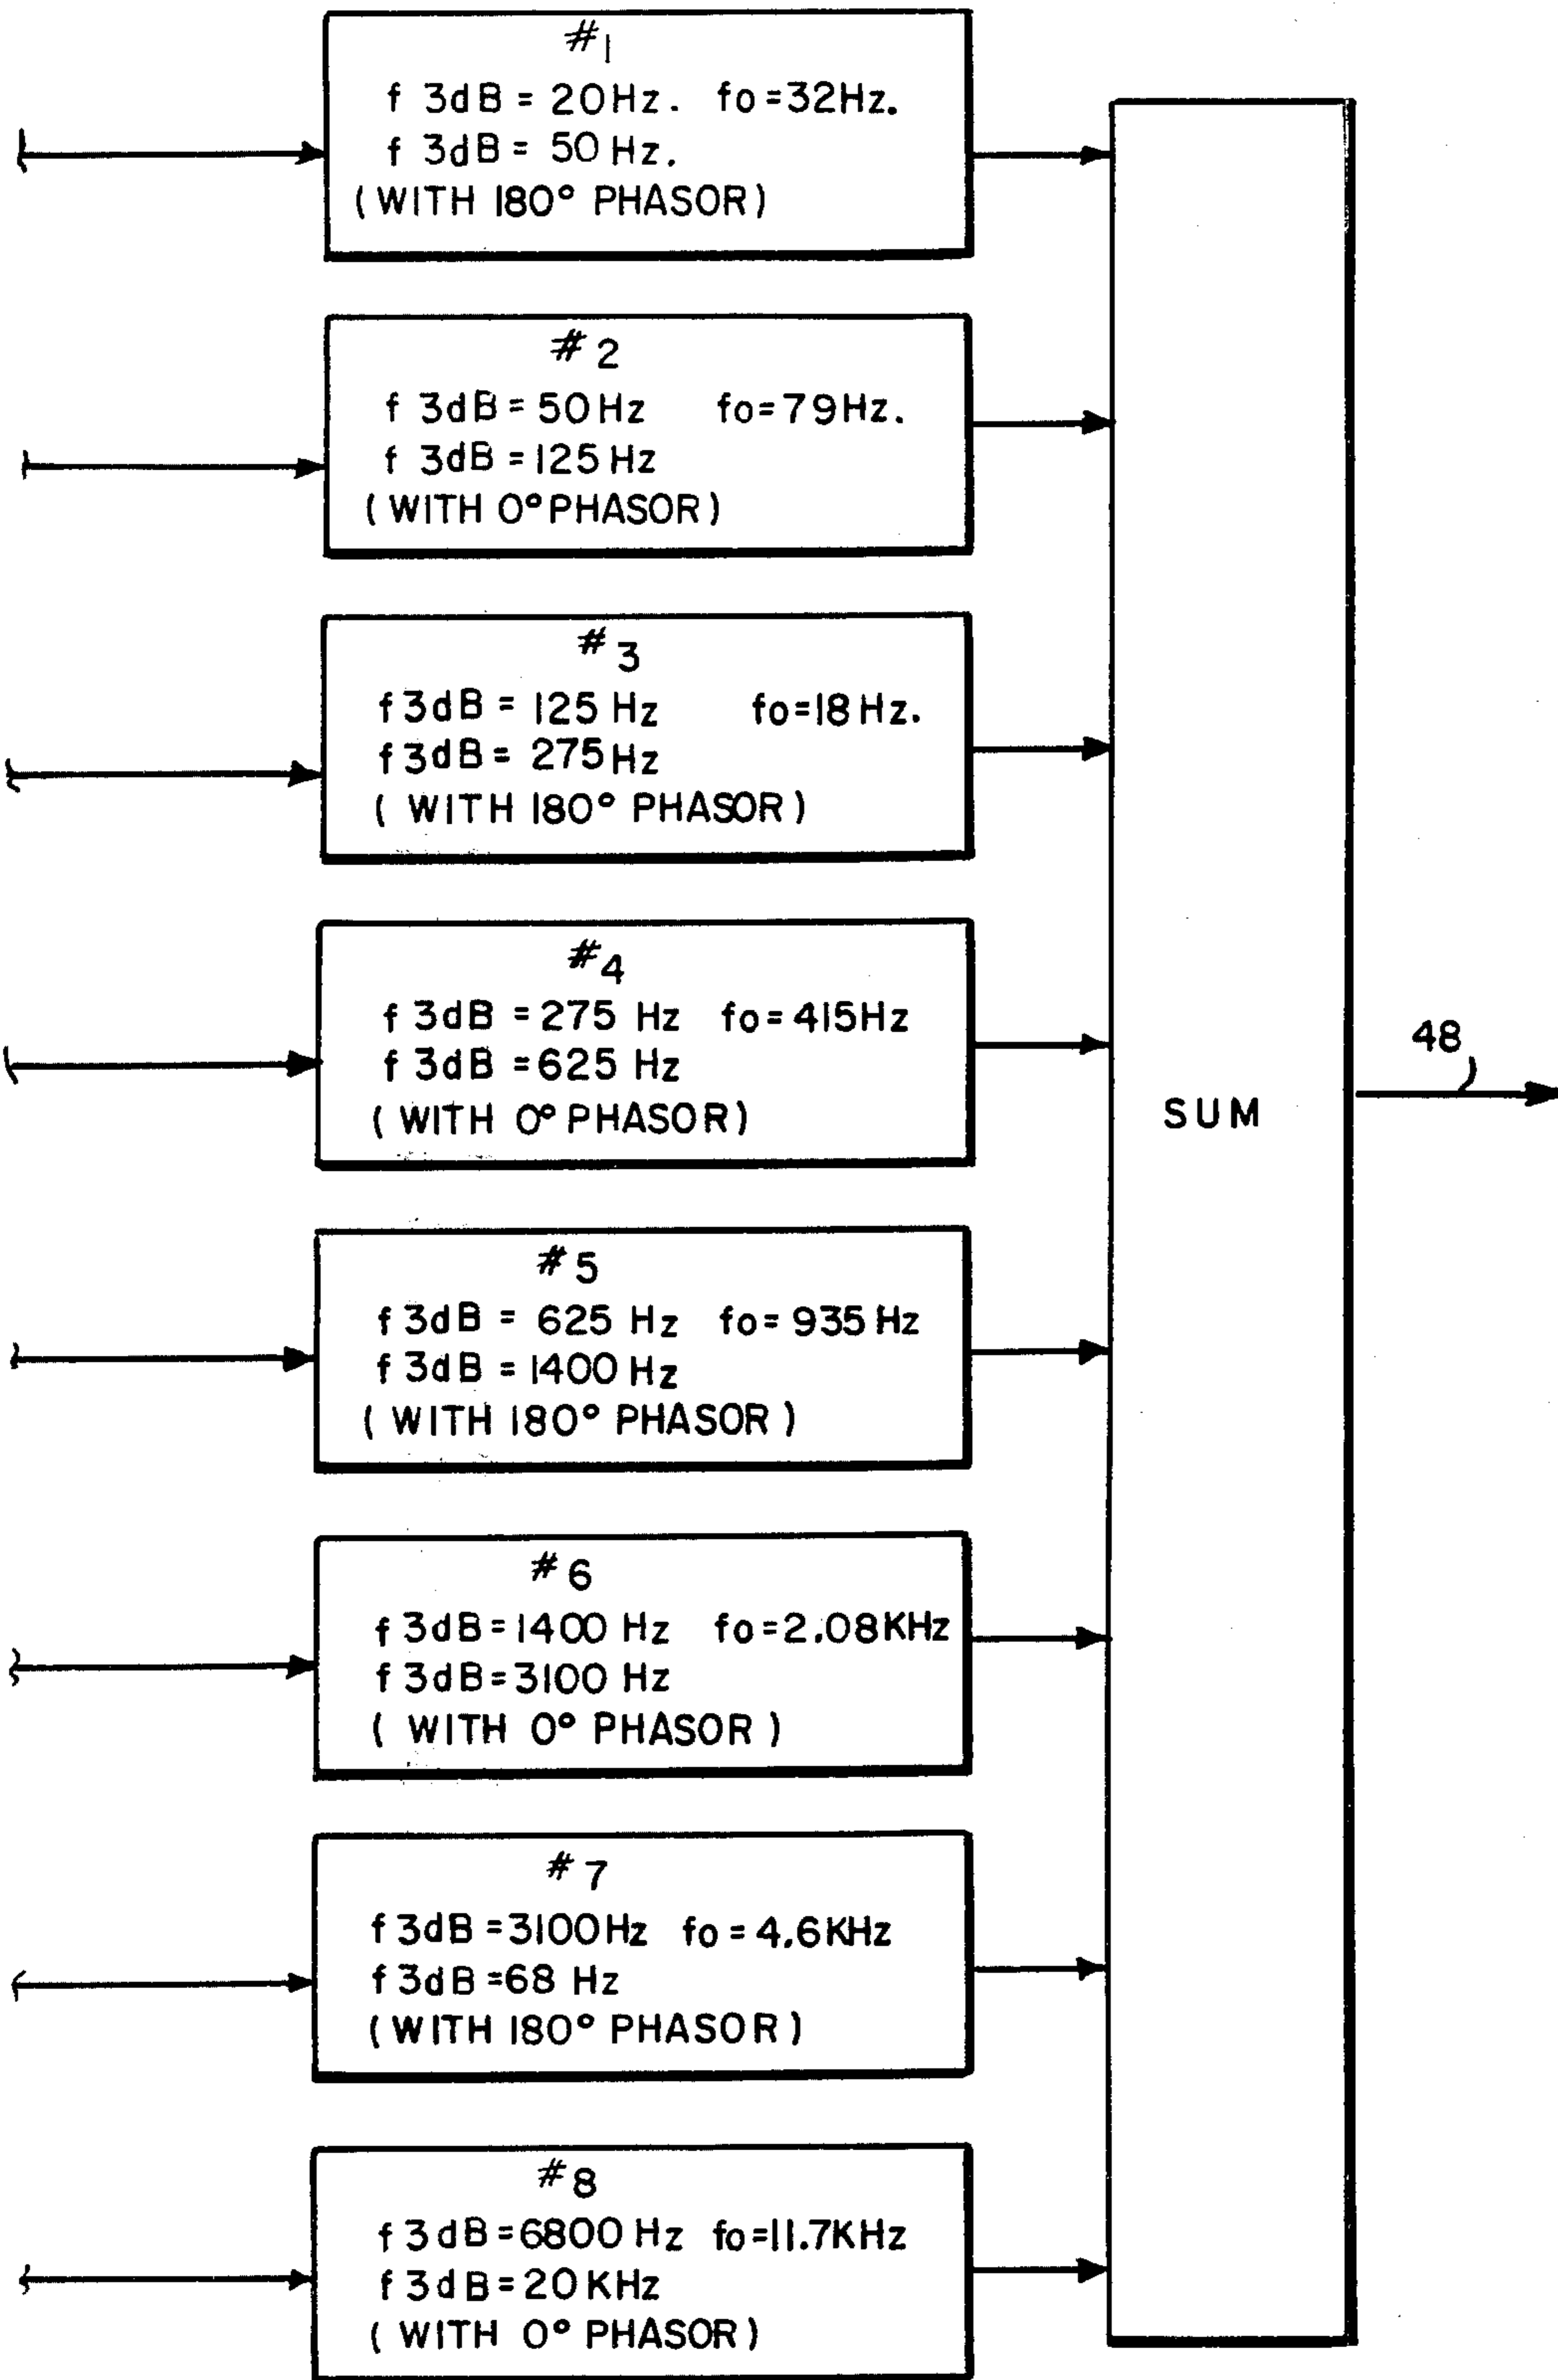 #1
f 3dB = 20Hz. fo=32Hz.
f 3dB = 50 Hz.
(WITH 180° PHASOR)
#2
f 3dB = 50Hz fo=79Hz.
f 3dB = 125 Hz
(WITH 0° PHASOR)
#3
f 3dB = 125 Hz fo=18 Hz.
f 3dB = 275 Hz
( WITH 180° PHASOR)
#4
f 3dB = 275 Hz fo=415Hz
f 3dB = 625 Hz
( WITH 0° PHASOR)
48
SUM
#5
f 3dB = 625 Hz fo= 935 Hz
f 3dB = 1400 Hz
( WITH 180° PHASOR )
#6
f 3dB=1400 Hz fo=2.08KHz
f 3dB=3100 Hz
( WITH 0° PHASOR )
#7
f 3dB =3100Hz fo = 4.6KHz
f 3dB =68 Hz
(WITH 180° PHASOR )
#8
f 3dB=6800 Hz fo=11.7KHz
f 3dB=20KHz
( WITH 0° PHASOR)